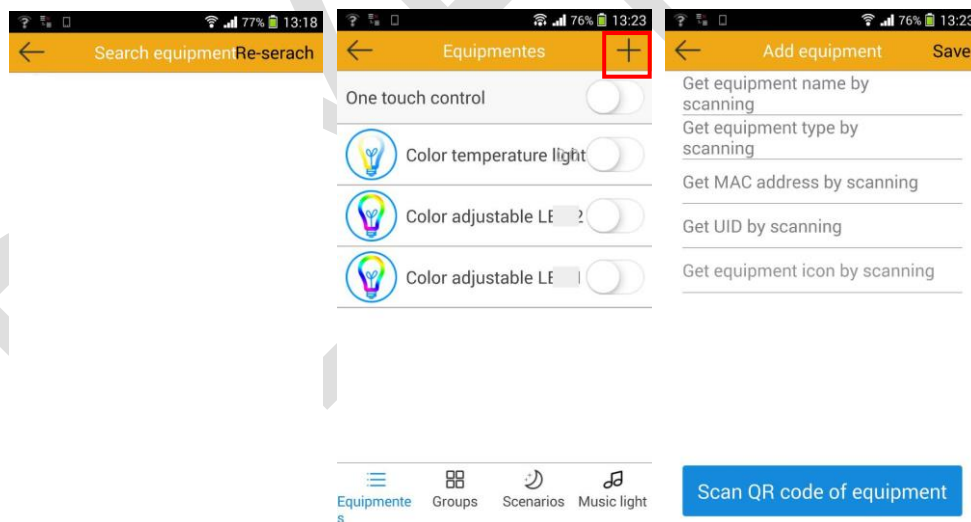 77% 13:18
Search equipment Re-serach
76% 13:23
Equipmentes
One touch control
Color temperature light
Color adjustable
Color adjustable
Equipmente
s
Groups
Scenarios
Music light
76% 13:23
Add equipment Save
Get equipment name by
scanning
Get equipment type by
scanning
Get MAC address by scanning
Get UID by scanning
Get equipment icon by scanning
Scan QR code of equipment